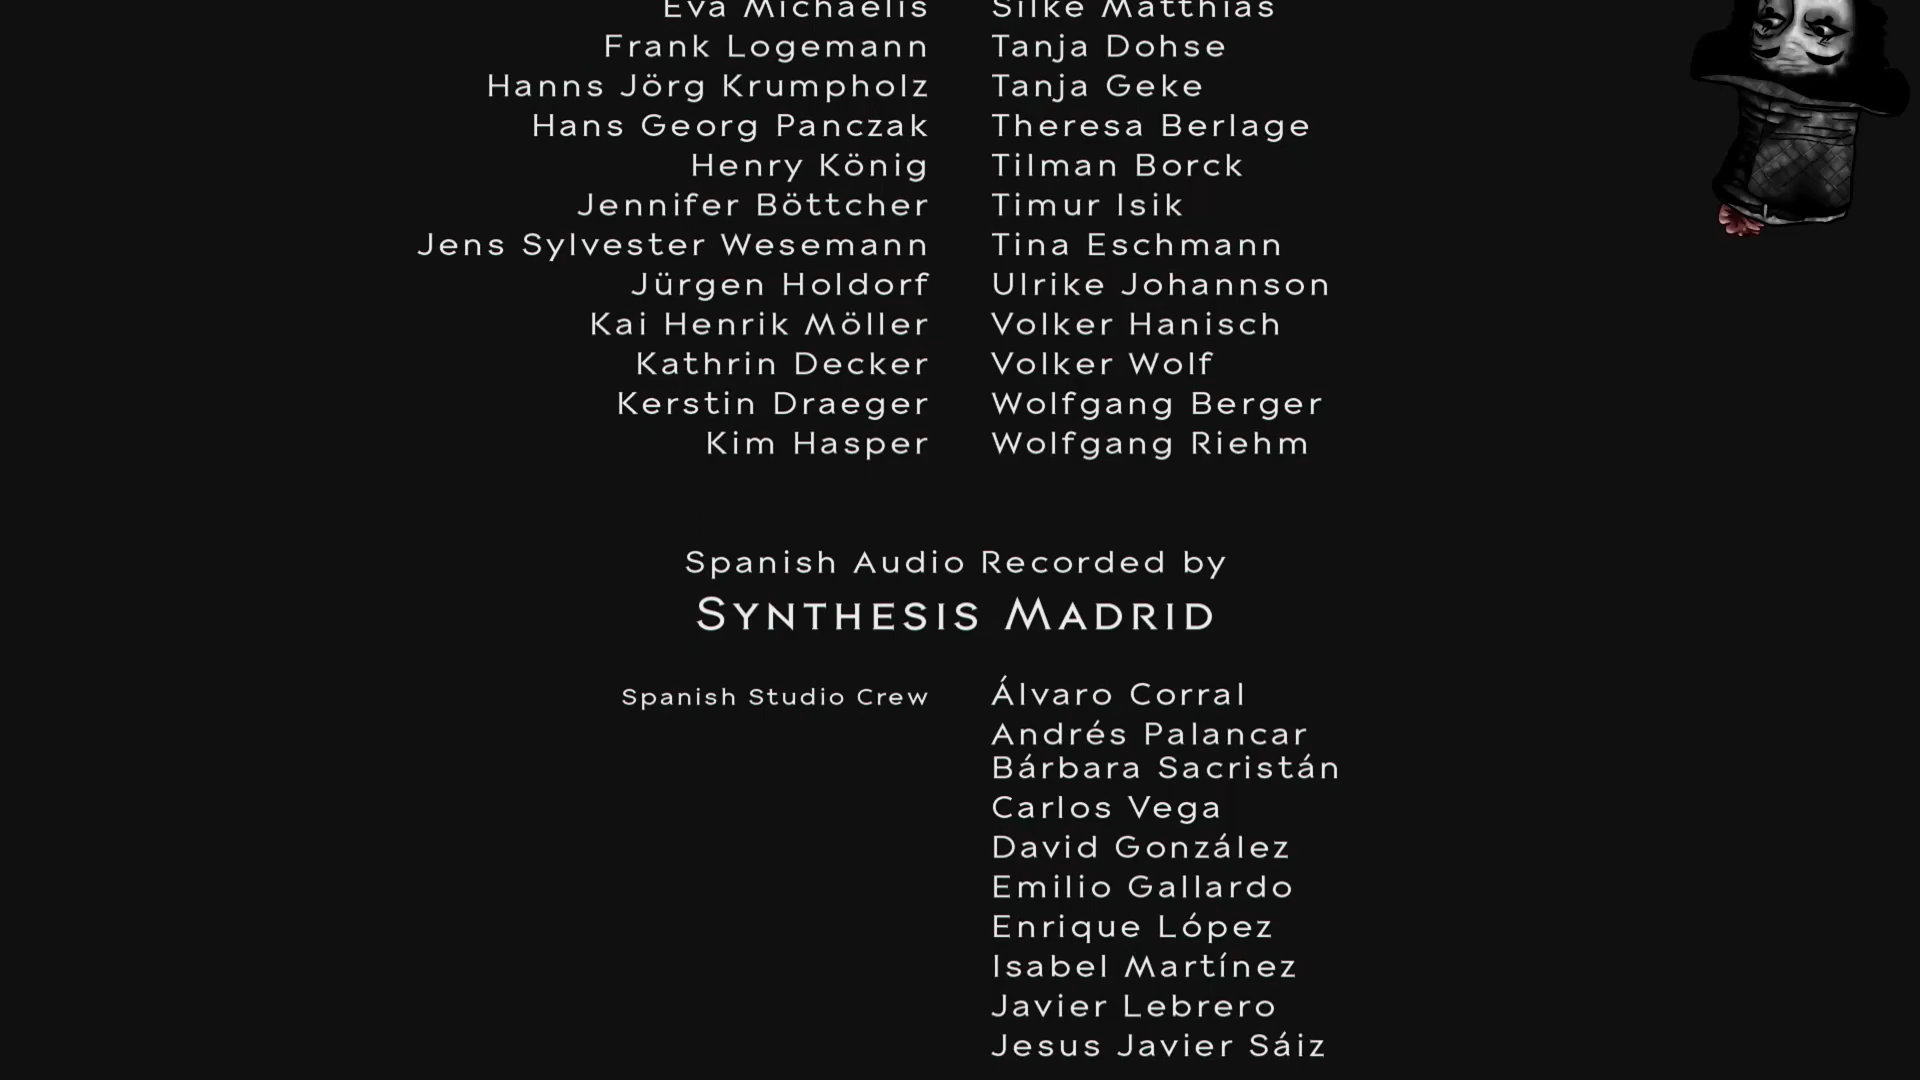 Eva Michaelis Silke Matthias
Frank Logemann Tanja Dohse
Hanns Jörg Krumpholz Tanja Geke
Hans Georg Panczak Theresa Berlage
Henry König Tilman Borck
Jennifer Böttcher Timur Isik
Jens Sylvester Wesemann Tina Eschmann
Jürgen Holdorf Ulrike Johannson
Kai Henrik Möller Volker Hanisch
Kathrin Decker Volker Wolf
Kerstin Draeger Wolfgang Berger
Kim Hasper Wolfgang Riehm
Spanish Audio Recorded by
Synthesis Madrid
Spanish Studio Crew Álvaro Corral
Andrés Palancar
Bárbara Sacristán
Carlos Vega
David González
Emilio Gallardo
Enrique López
Isabel Martínez
Javier Lebrero
Jesus Javier Sáiz